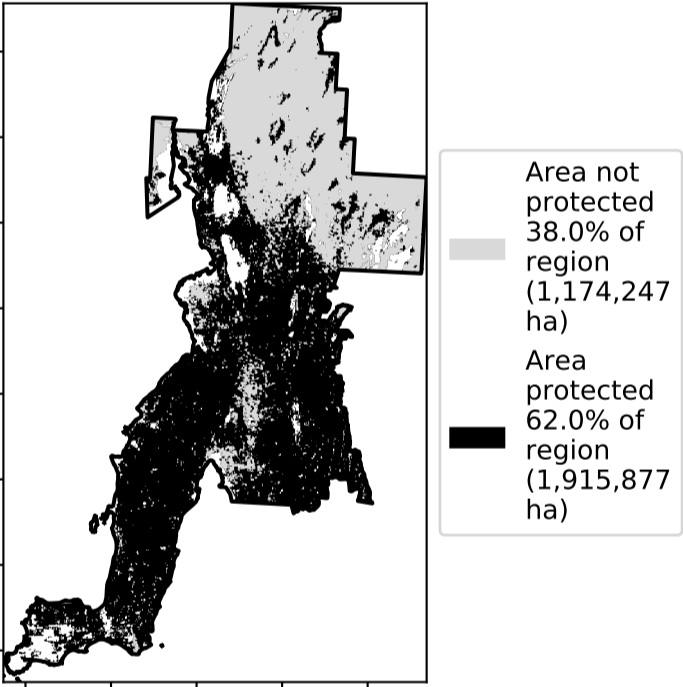 Area not
protected
38.0% of
region
(1,174,247
ha)
Area
protected
62.0% of
region
(1,915,877
ha)